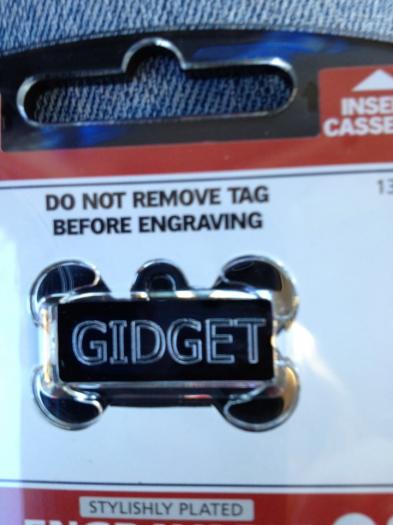 INSE
CASSE
DO NOT REMOVE TAG
BEFORE ENGRAVING
13
GIDGET
STYLISHLY PLATED